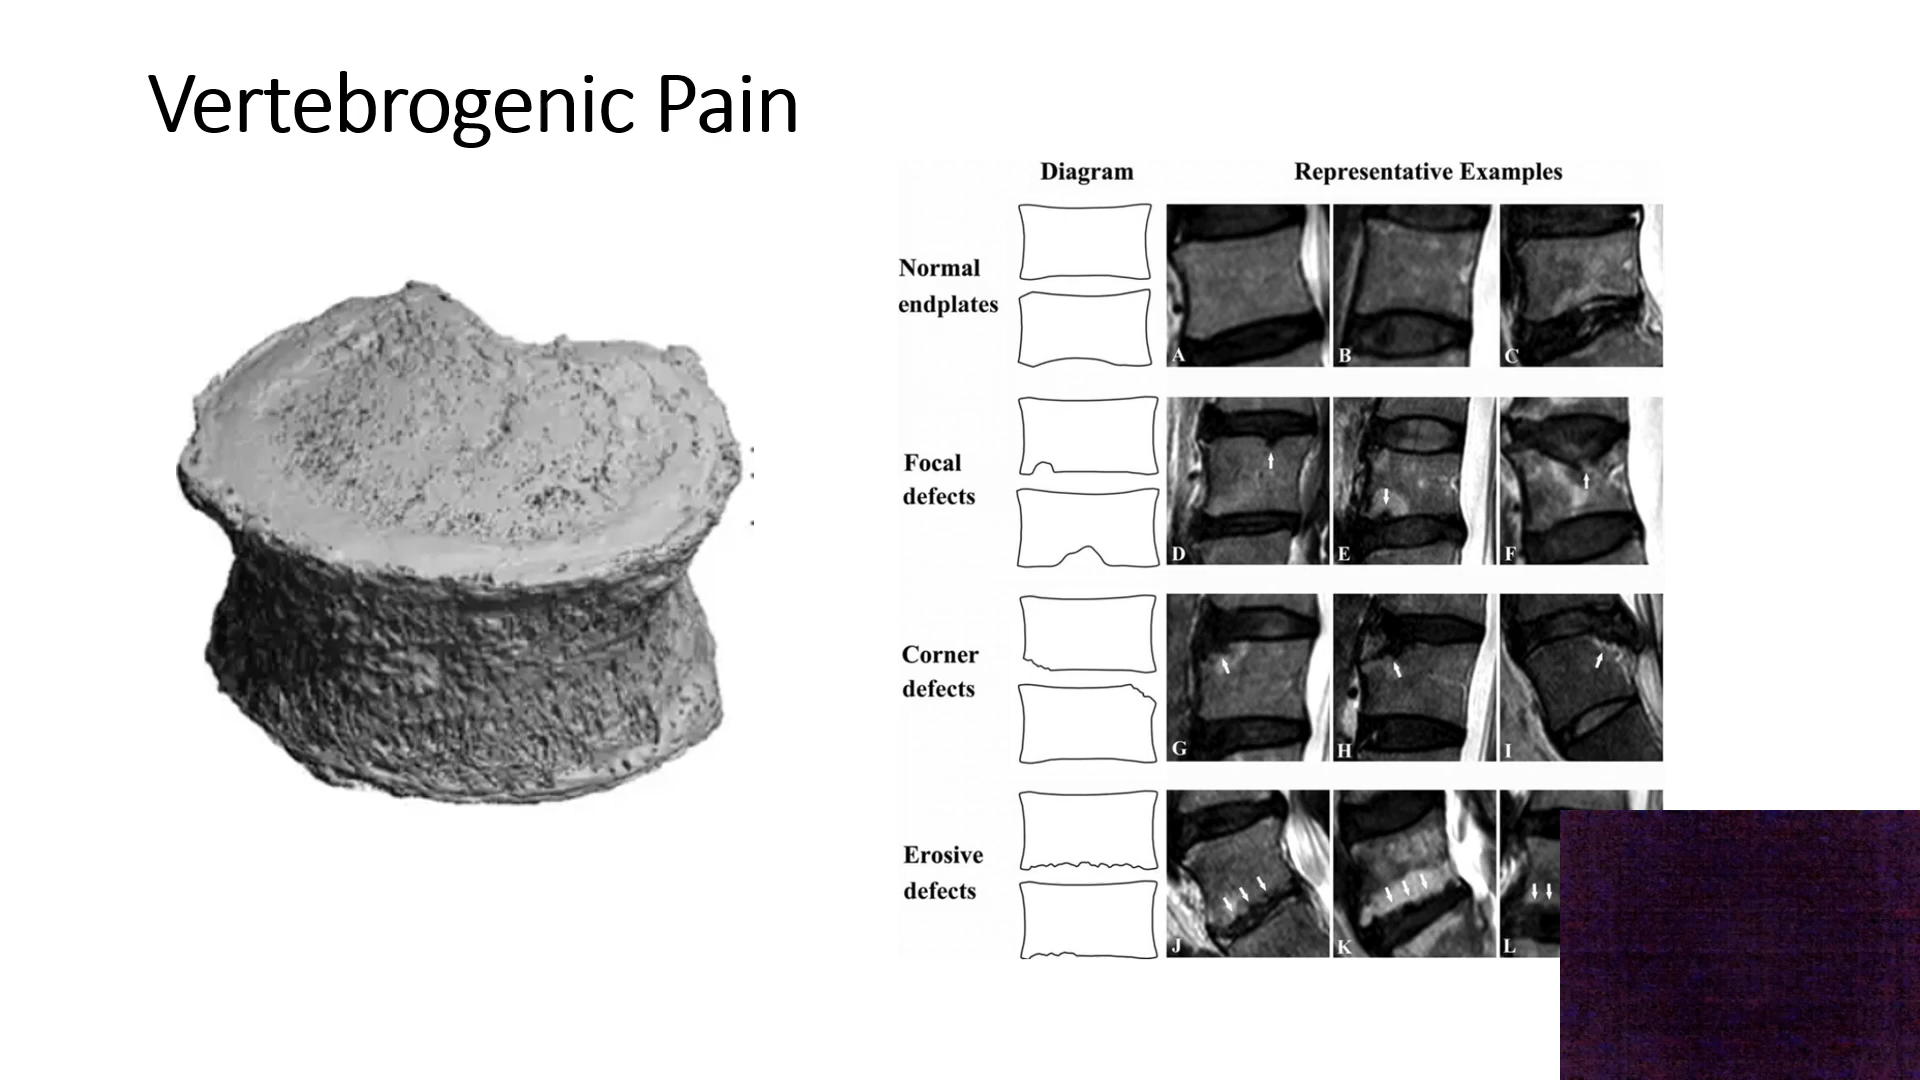 Vertebrogenic Pain
Diagram
Representative Examples
Normal
endplates
A
B
C
Focal
defects
D
E
F
Corner
defects
G
H
I
Erosive
defects
J
K
L